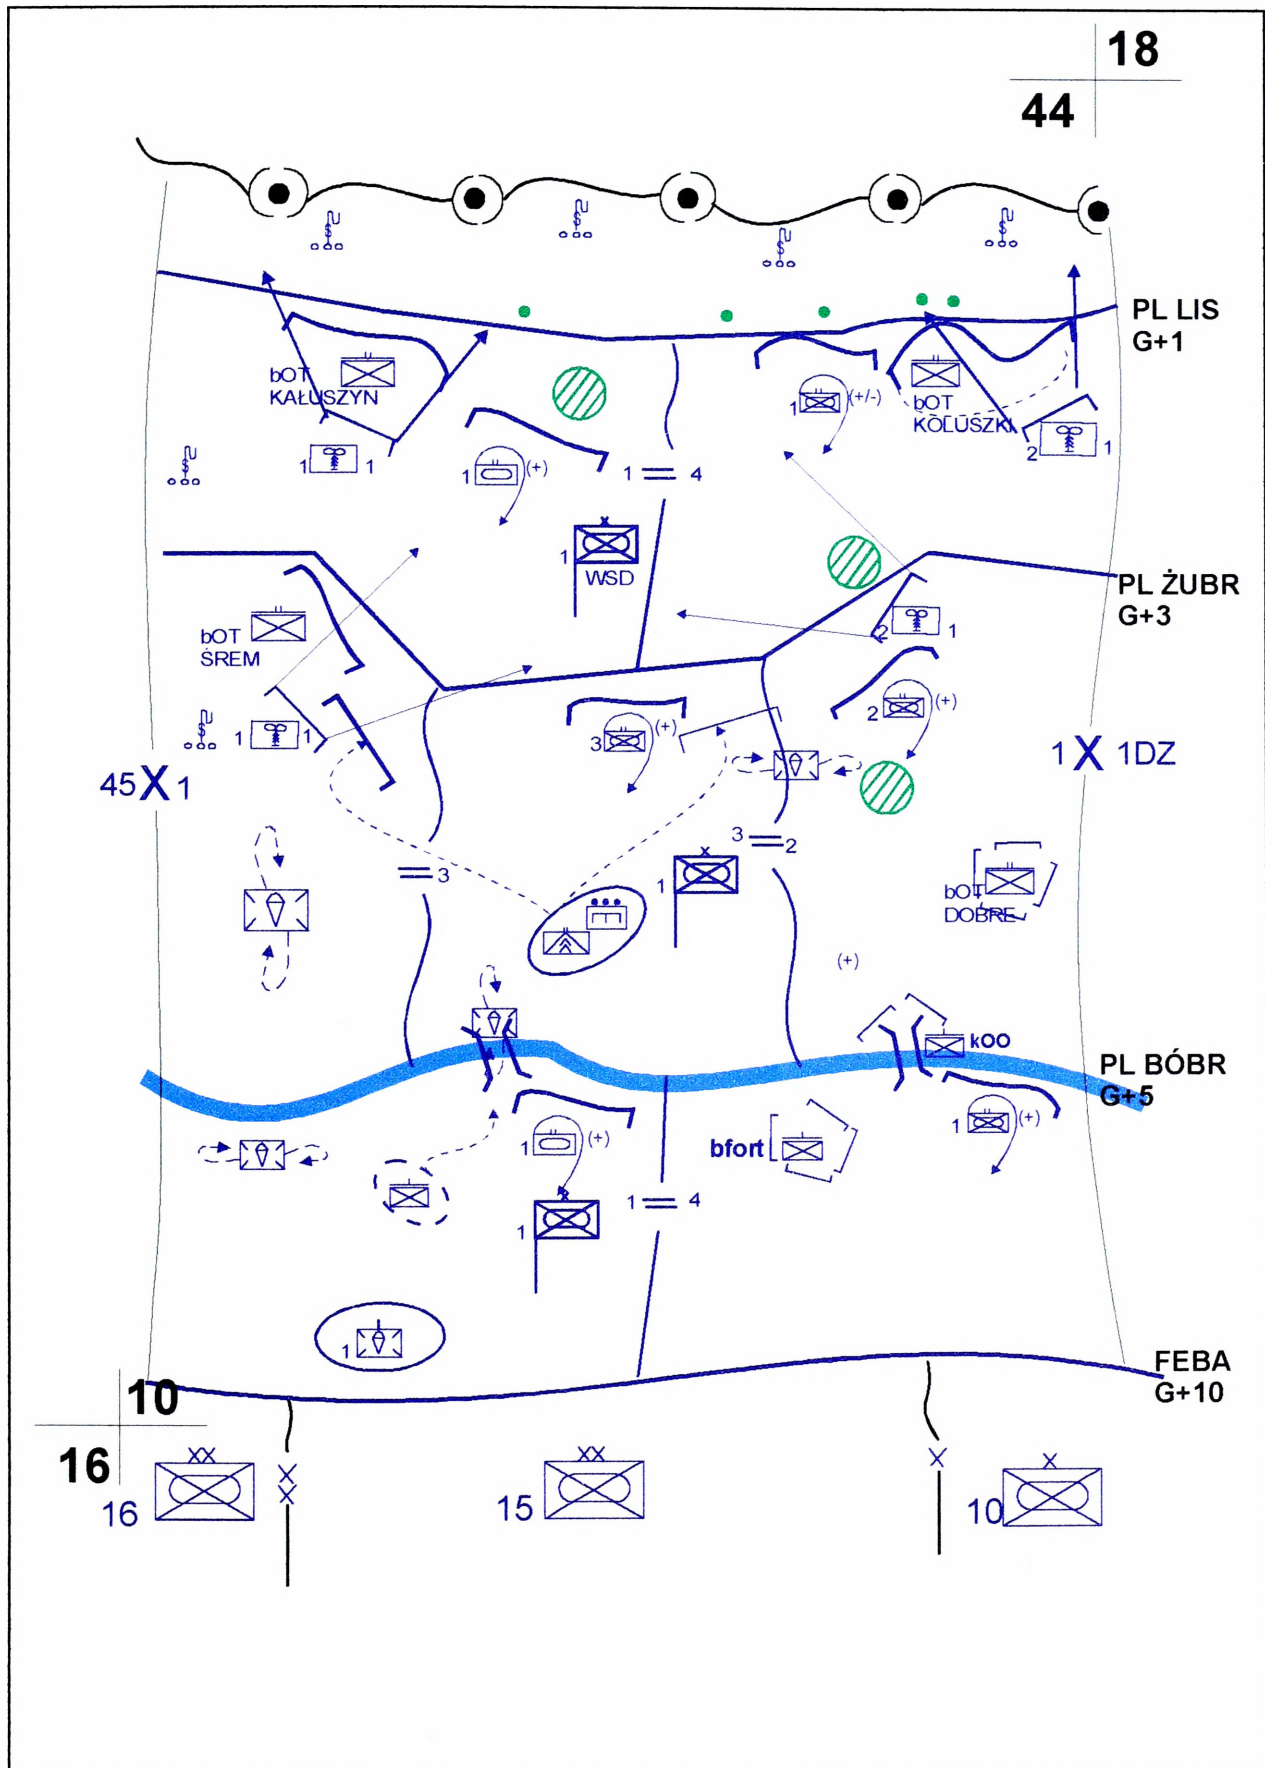 18
44
PL LIS
G+1
bOT
KAŁUSZYN
1
1
1
(+)
1
4
1
(+/-)
bOT
KOLUSZKI
2
1
1
WSD
PL ŻUBR
G+3
bOT
ŚREM
1
1
3
(+)
2
1
2
(+)
45 X 1
1 X 1DZ
3
3
2
1
bOT
DOBRE
(+)
kOO
PL BÓBR
G+5
1
(+)
bfort
1
(+)
1
4
1
1
FEBA
G+10
10
16
XX
16
X
X
XX
15
X
X
10